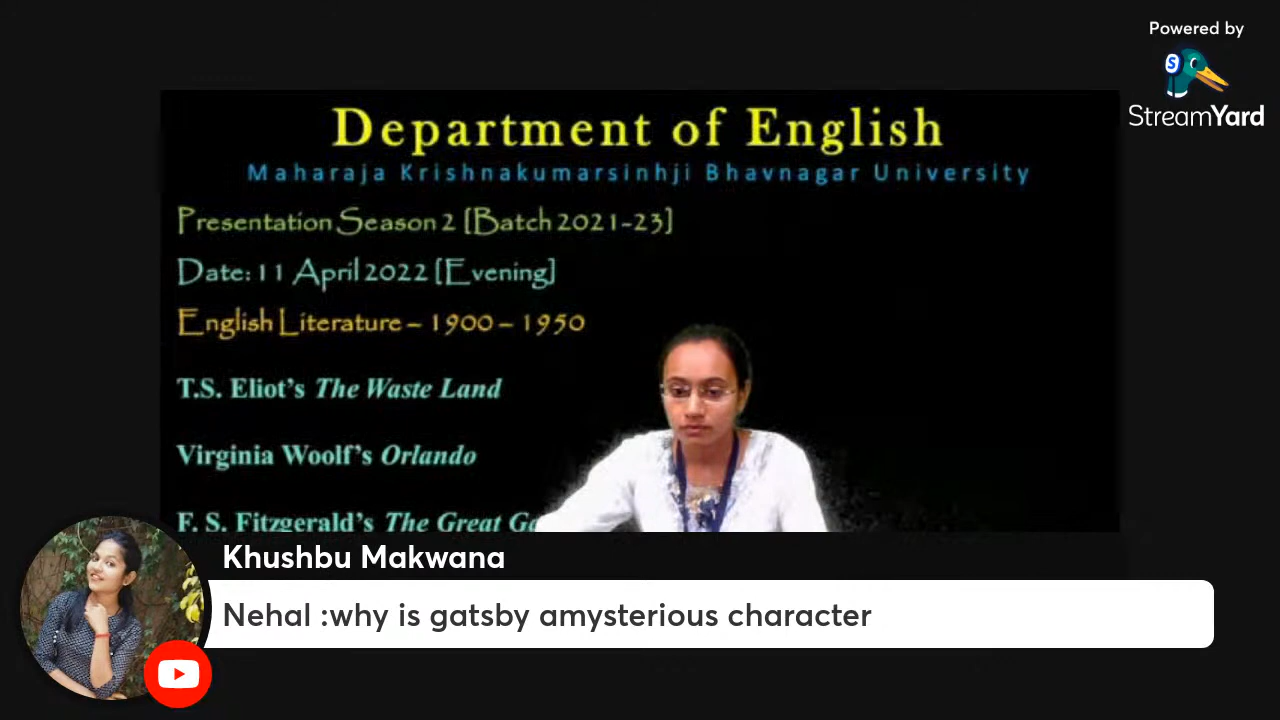 Powered by
StreamYard
Department of English
Maharaja Krishnakumarsinhji Bhavnagar University
Presentation Season 2 [Batch 2021-23]
Date: 11 April 2022 [Evening]
English Literature – 1900 – 1950
T.S. Eliot's The Waste Land
Virginia Woolf's Orlando
F. S. Fitzgerald's The Great
Khushbu Makwana
Nehal :why is gatsby amysterious character